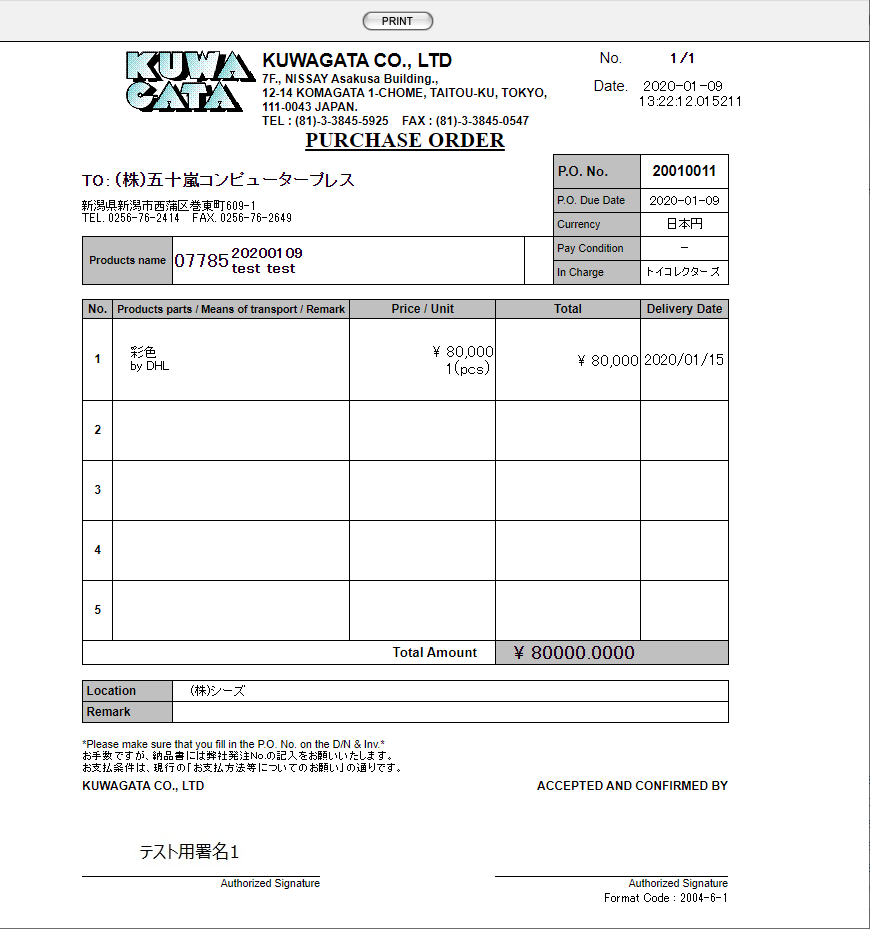 PRINT
KUWA
GATA
KUWAGATA CO., LTD
7F., NISSAY Asakusa Building.,
12-14 KOMAGATA 1-CHOME, TAITOU-KU, TOKYO,
111-0043 JAPAN.
TEL : (81)-3-3845-5925 FAX : (81)-3-3845-0547
No. 1/1
Date. 2020-01-09
13:22:12.015211
PURCHASE ORDER
TO: (株)五十嵐コンピュータープレス
新潟県新潟市西蒲区巻東町609-1
TEL. 0256-76-2414 FAX. 0256-76-2649
P.O. No. 20010011
P.O. Due Date 2020-01-09
Currency 日本円
Pay Condition －
In Charge トイコレクターズ
Products name 07785 20200109
test test
No. Products parts / Means of transport / Remark Price / Unit Total Delivery Date
1 彩色 ¥ 80,000 ¥ 80,000 2020/01/15
by DHL 1(pcs)
2
3
4
5
Total Amount ¥ 80000.0000
Location (株)シーズ
Remark
*Please make sure that you fill in the P.O. No. on the D/N & Inv.*
お手数ですが、納品書には弊社発注No.の記入をお願いいたします。
お支払条件は、現行の「お支払方法等についてのお願い」の通りです。
KUWAGATA CO., LTD ACCEPTED AND CONFIRMED BY
テスト用署名1
Authorized Signature Authorized Signature
Format Code : 2004-6-1